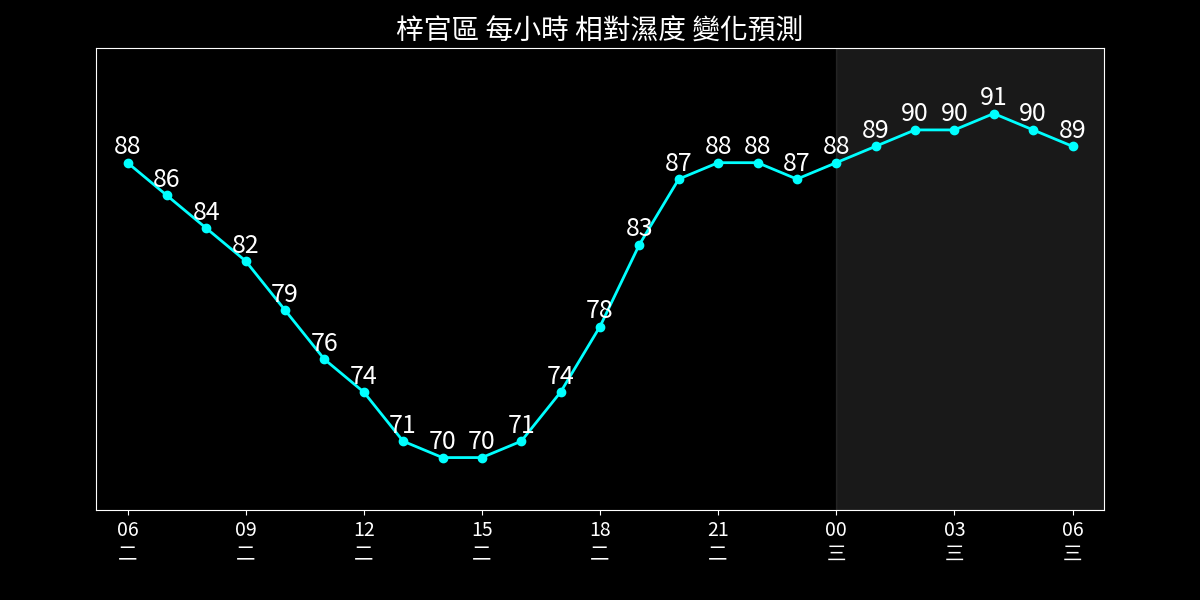 梓官區 每小時 相對濕度 變化預測
88 86 84 82 79 76 74 71 70 70 71 74 78 83 87 88 88 87 88 89 90 90 91 90 89
06 09 12 15 18 21 00 03 06
二 二 二 二 二 二 三 三 三